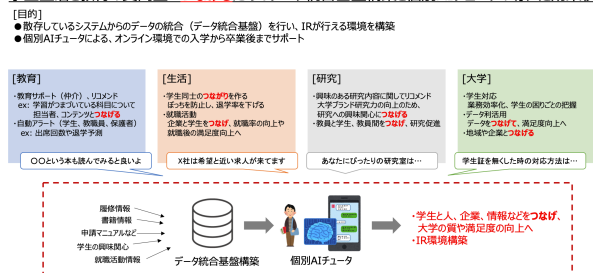 [目的]
●散存しているシステムからのデータの統合（データ統合基盤）を行い、IRが行える環境を構築
●個別AIチュータによる、オンライン環境での入学から卒業後までサポート
[教育]
・教育サポート（仲介）、リコメンド
ex: 学習がつまづいている科目について
担当者、コンテンツとつなげる
・自動アラート（学生、教職員、保護者）
ex: 出席回数や退学予測
〇〇という本も読んでみると良いよ
[生活]
・学生同士のつながりを作る
ぼっちを防止し、退学率を下げる
・就職活動
企業と学生をつなげ、就職率の向上や
就職後の満足度向上へ
X社は希望と近い求人が来てます
[研究]
・興味のある研究内容に関してリコメンド
大学ブランド研究力の向上のため、
研究への興味関心につなげる
・教員と学生、教員間をつなげ、研究促進
あなたにぴったりの研究室は…
[大学]
・学生対応
業務効率化、学生の困りごとの把握
・データ利活用
データをつなげて、満足度向上へ
・地域や企業とつなげる
学生証を無くした時の対応方法は…
履修情報
書籍情報
申請マニュアルなど
学生の興味関心
就職活動情報
データ統合基盤構築
個別AIチュータ
・学生と人、企業、情報などをつなげ、
大学の質や満足度の向上へ
・IR環境構築